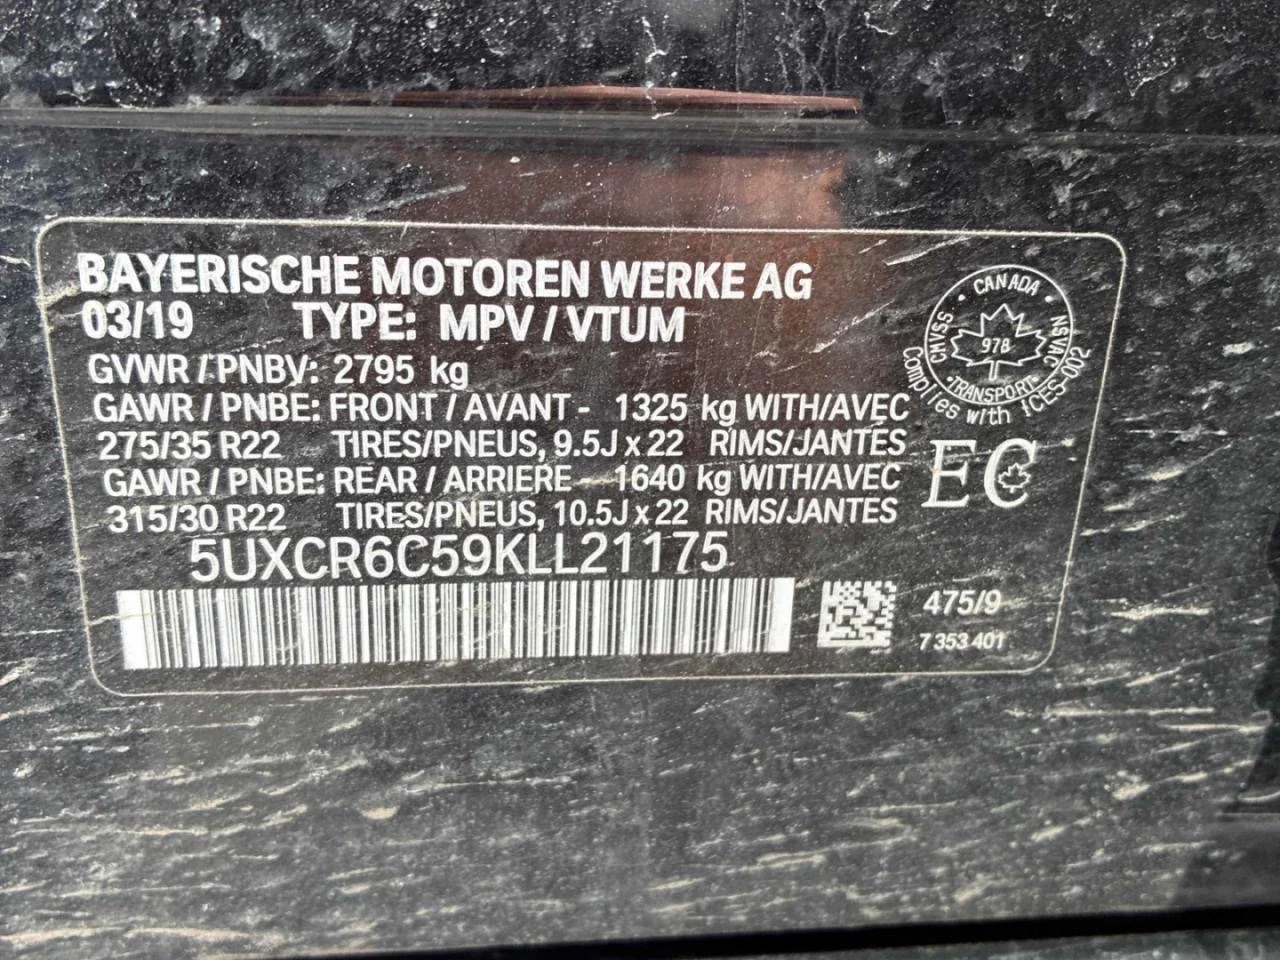 BAYERISCHE MOTOREN WERKE AG
03/19 TYPE: MPV / VTUM
GVWR / PNBV: 2795 kg
GAWR / PNBE: FRONT / AVANT - 1325 kg WITH/AVEC
275/35 R22 TIRES/PNEUS, 9.5J x 22 RIMS/JANTES
GAWR / PNBE: REAR / ARRIERE - 1640 kg WITH/AVEC
315/30 R22 TIRES/PNEUS, 10.5J x 22 RIMS/JANTES
5UXCR6C59KLL21175
CANADA
CMVSS
NSVAC
978
TRANSPORT
Complies with ICES-002
EC
475/9
7 353 401